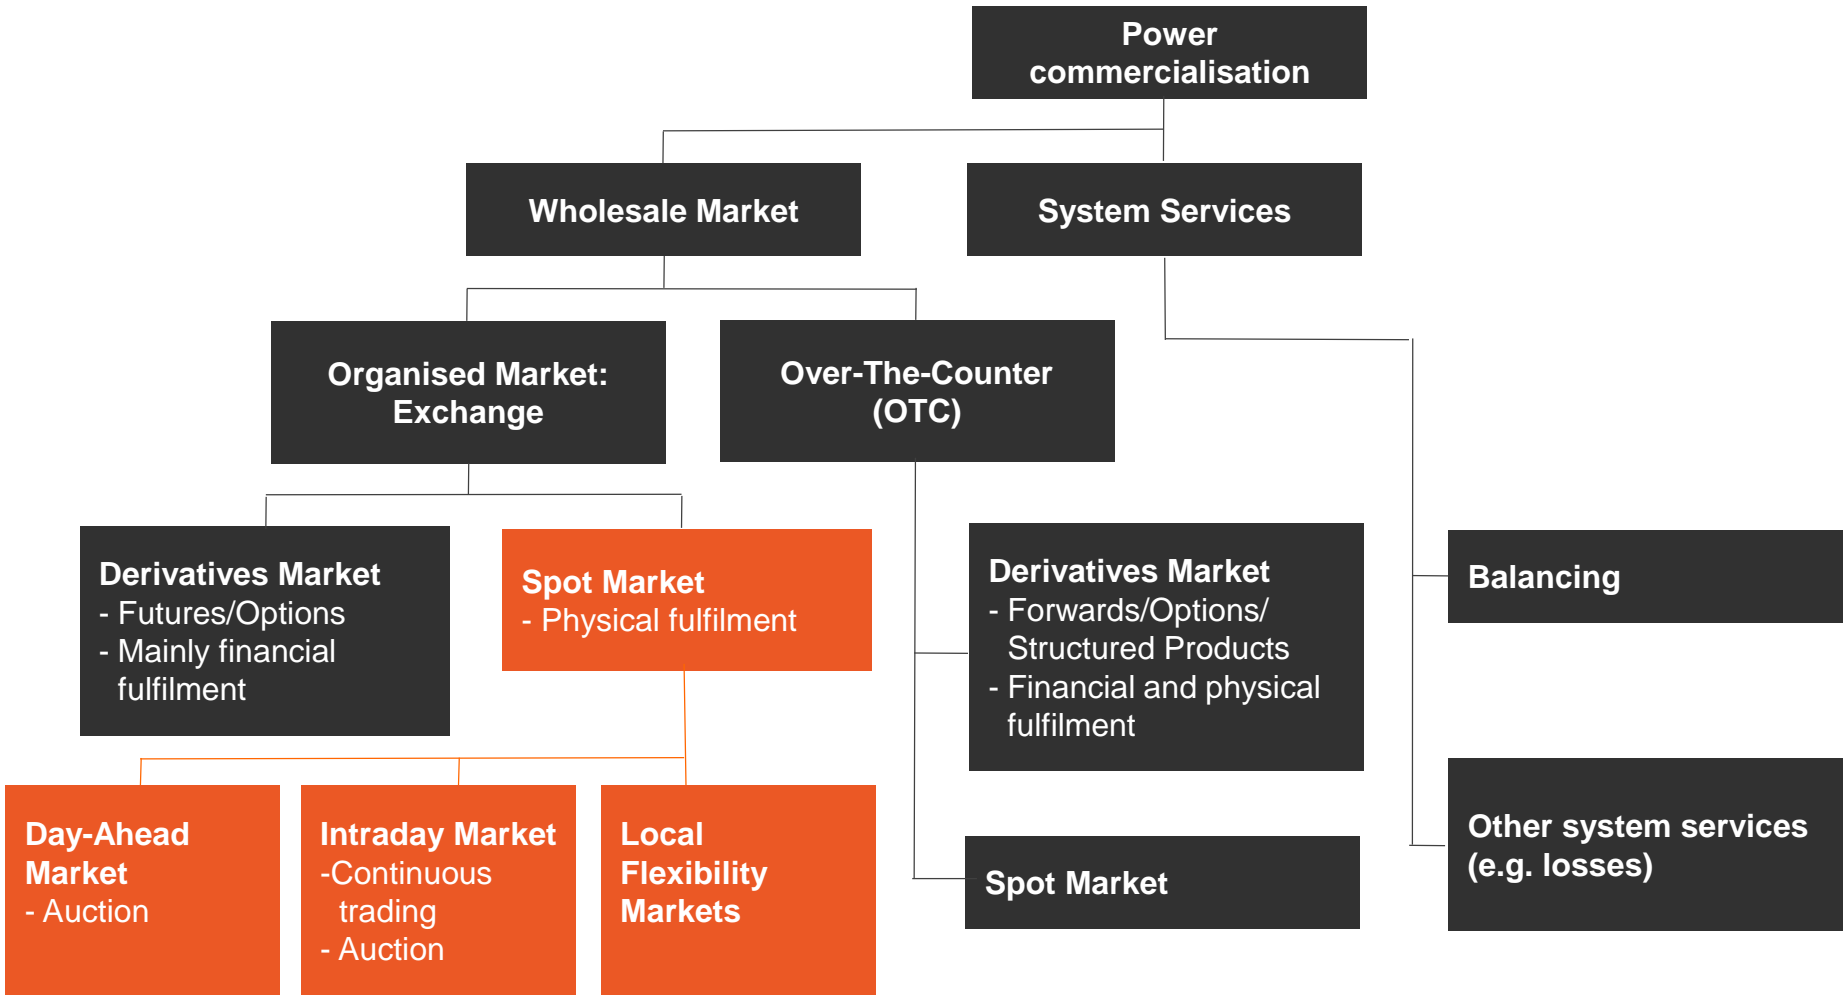 Power
commercialisation
Wholesale Market
System Services
Organised Market:
Exchange
Over-The-Counter
(OTC)
Derivatives Market
- Futures/Options
- Mainly financial
fulfilment
Spot Market
- Physical fulfilment
Derivatives Market
- Forwards/Options/
Structured Products
- Financial and physical
fulfilment
Balancing
Day-Ahead
Market
- Auction
Intraday Market
-Continuous
trading
- Auction
Local
Flexibility
Markets
Spot Market
Other system services
(e.g. losses)